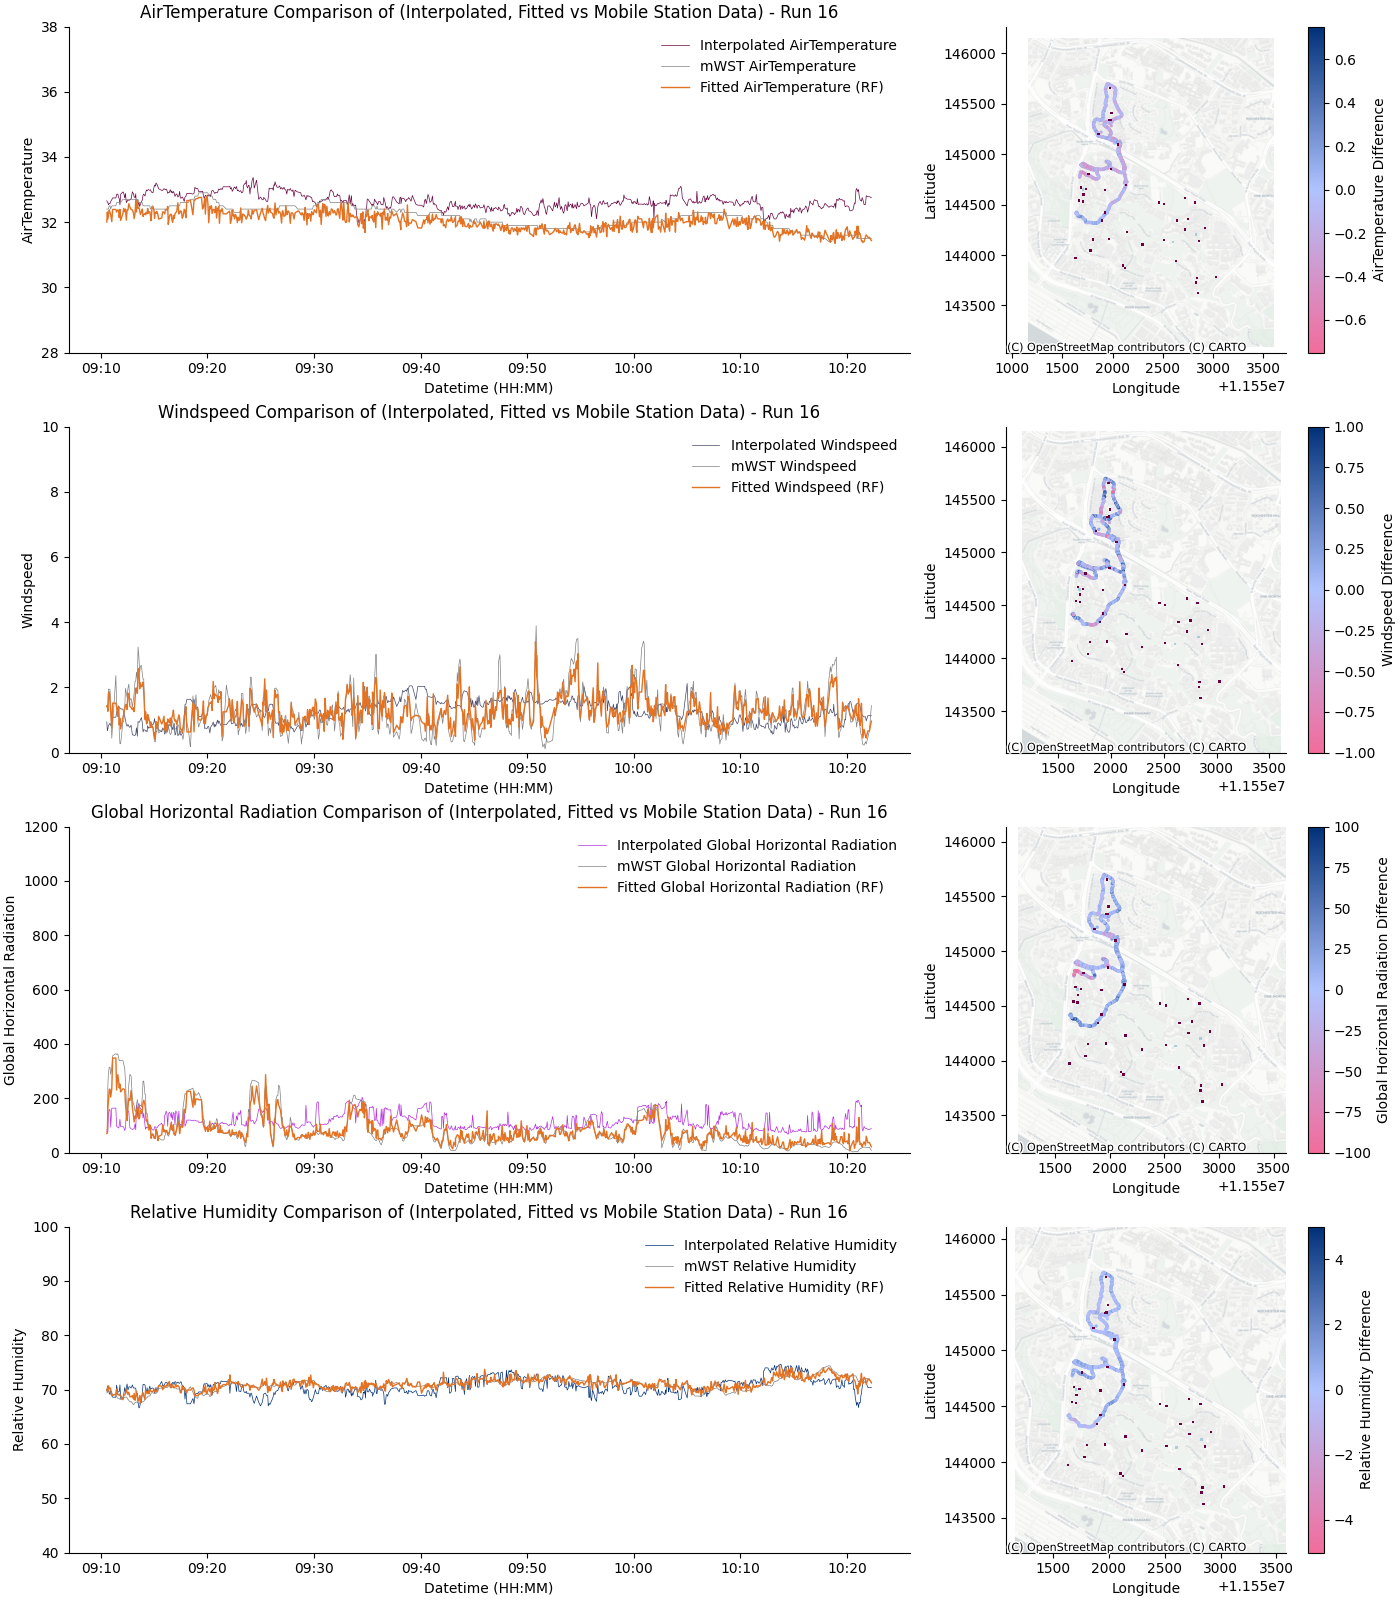 AirTemperature Comparison of (Interpolated, Fitted vs Mobile Station Data) - Run 16
38
36
34
32
30
28
AirTemperature
Interpolated AirTemperature
mWST AirTemperature
Fitted AirTemperature (RF)
09:10 09:20 09:30 09:40 09:50 10:00 10:10 10:20
Datetime (HH:MM)
146000
145500
145000
144500
144000
143500
Latitude
(C) OpenStreetMap contributors (C) CARTO
1000 1500 2000 2500 3000 3500
Longitude
+1.155e7
0.6
0.4
0.2
0.0
−0.2
−0.4
−0.6
AirTemperature Difference
Windspeed Comparison of (Interpolated, Fitted vs Mobile Station Data) - Run 16
10
8
6
4
2
0
Windspeed
Interpolated Windspeed
mWST Windspeed
Fitted Windspeed (RF)
09:10 09:20 09:30 09:40 09:50 10:00 10:10 10:20
Datetime (HH:MM)
146000
145500
145000
144500
144000
143500
Latitude
(C) OpenStreetMap contributors (C) CARTO
1500 2000 2500 3000 3500
Longitude
+1.155e7
1.00
0.75
0.50
0.25
0.00
−0.25
−0.50
−0.75
−1.00
Windspeed Difference
Global Horizontal Radiation Comparison of (Interpolated, Fitted vs Mobile Station Data) - Run 16
1200
1000
800
600
400
200
0
Global Horizontal Radiation
Interpolated Global Horizontal Radiation
mWST Global Horizontal Radiation
Fitted Global Horizontal Radiation (RF)
09:10 09:20 09:30 09:40 09:50 10:00 10:10 10:20
Datetime (HH:MM)
146000
145500
145000
144500
144000
143500
Latitude
(C) OpenStreetMap contributors (C) CARTO
1500 2000 2500 3000 3500
Longitude
+1.155e7
100
75
50
25
0
−25
−50
−75
−100
Global Horizontal Radiation Difference
Relative Humidity Comparison of (Interpolated, Fitted vs Mobile Station Data) - Run 16
100
90
80
70
60
50
40
Relative Humidity
Interpolated Relative Humidity
mWST Relative Humidity
Fitted Relative Humidity (RF)
09:10 09:20 09:30 09:40 09:50 10:00 10:10 10:20
Datetime (HH:MM)
146000
145500
145000
144500
144000
143500
Latitude
(C) OpenStreetMap contributors (C) CARTO
1500 2000 2500 3000 3500
Longitude
+1.155e7
4
2
0
−2
−4
Relative Humidity Difference